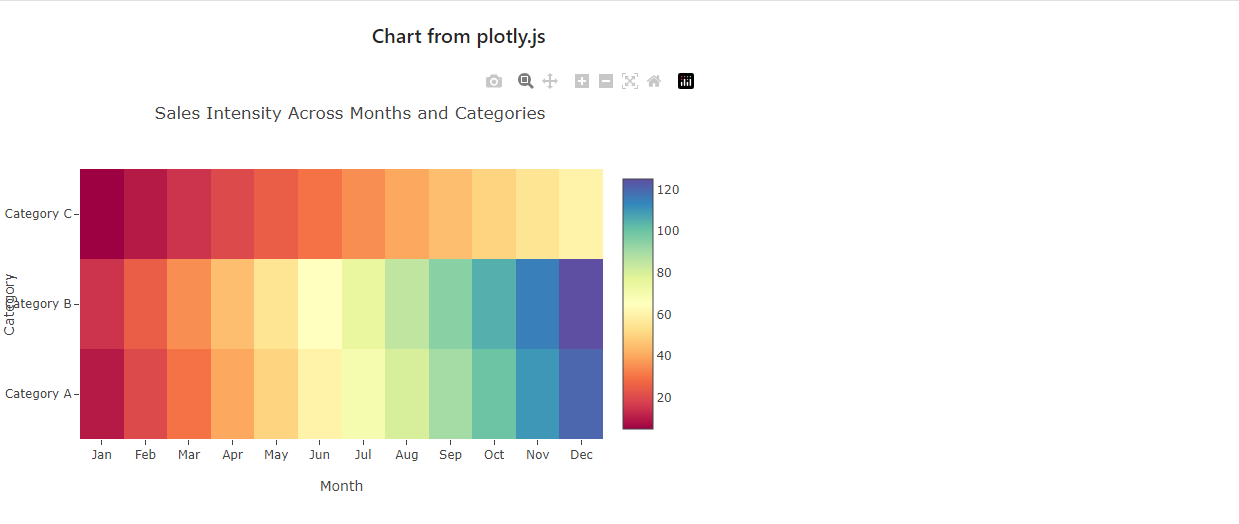 Chart from plotly.js
Sales Intensity Across Months and Categories
Category
Category C
Category B
Category A
120
100
80
60
40
20
Jan Feb Mar Apr May Jun Jul Aug Sep Oct Nov Dec
Month